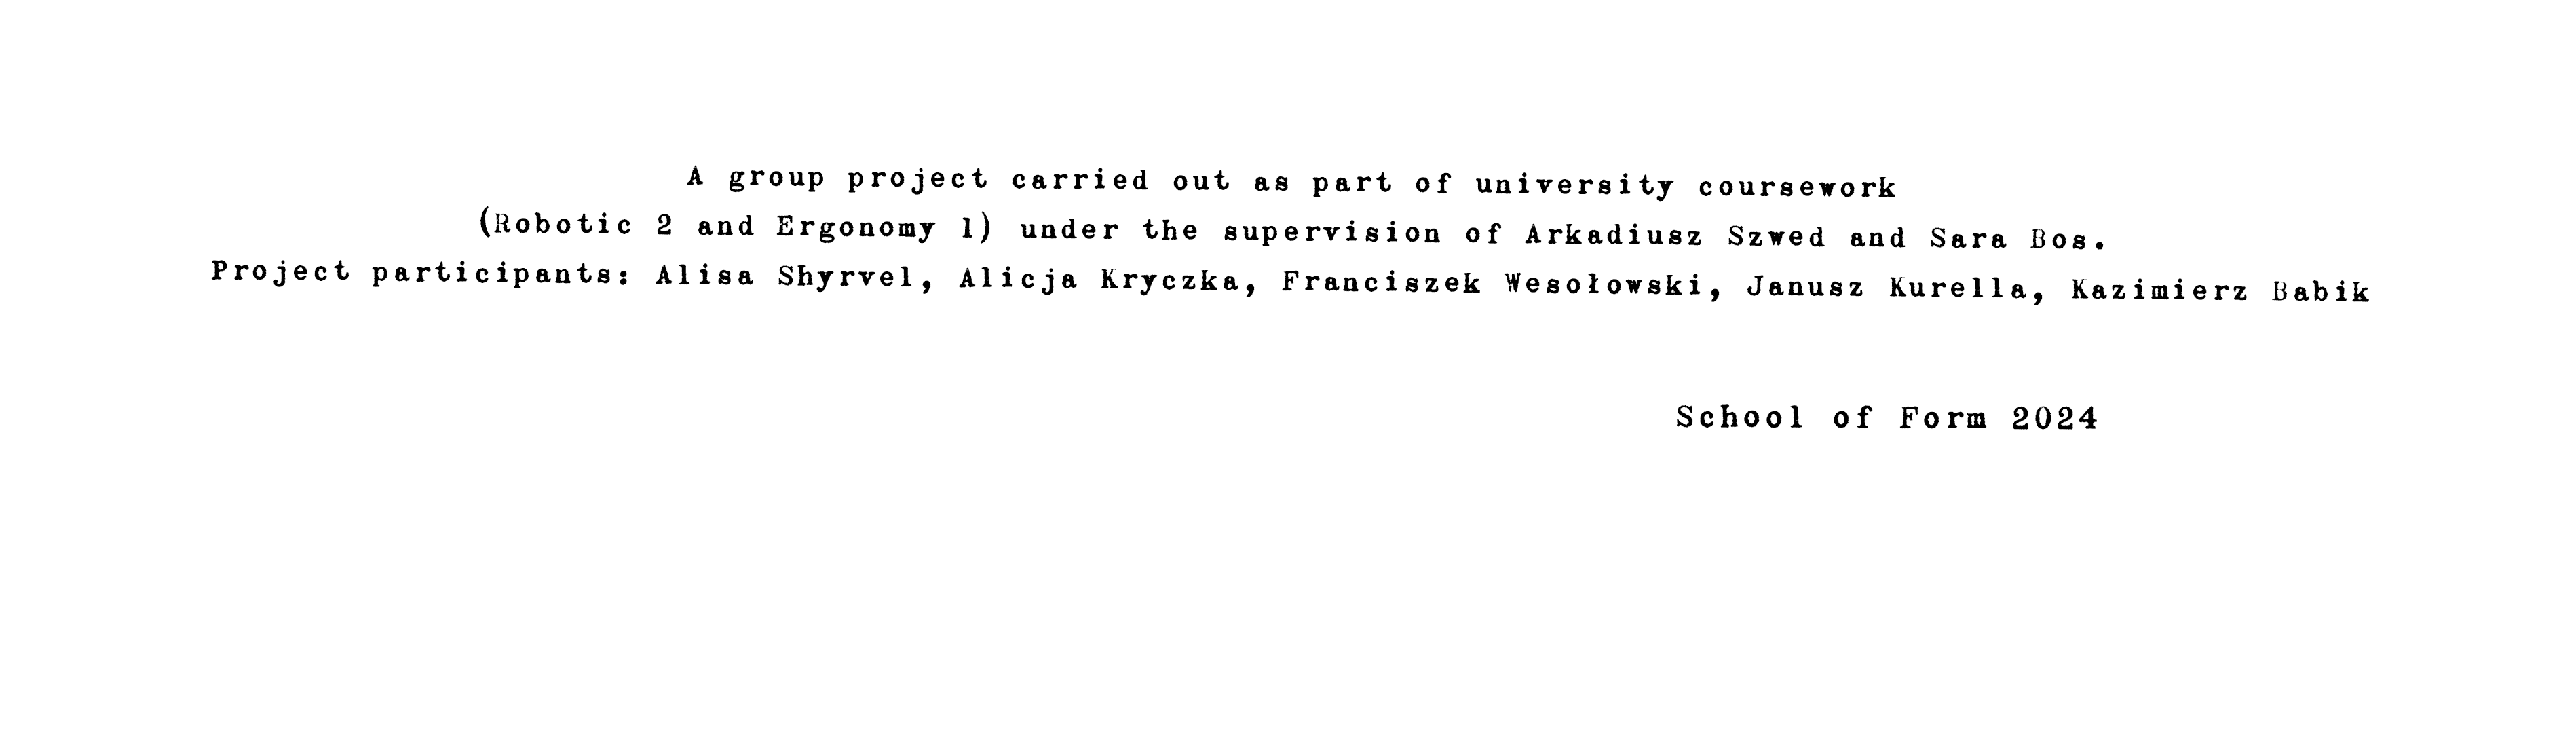 A group project carried out as part of university coursework
(Robotic 2 and Ergonomy 1) under the supervision of Arkadiusz Szwed and Sara Bos.
Project participants: Alisa Shyrvel, Alicja Kryczka, Franciszek Wesołowski, Janusz Kurella, Kazimierz Babik
School of Form 2024